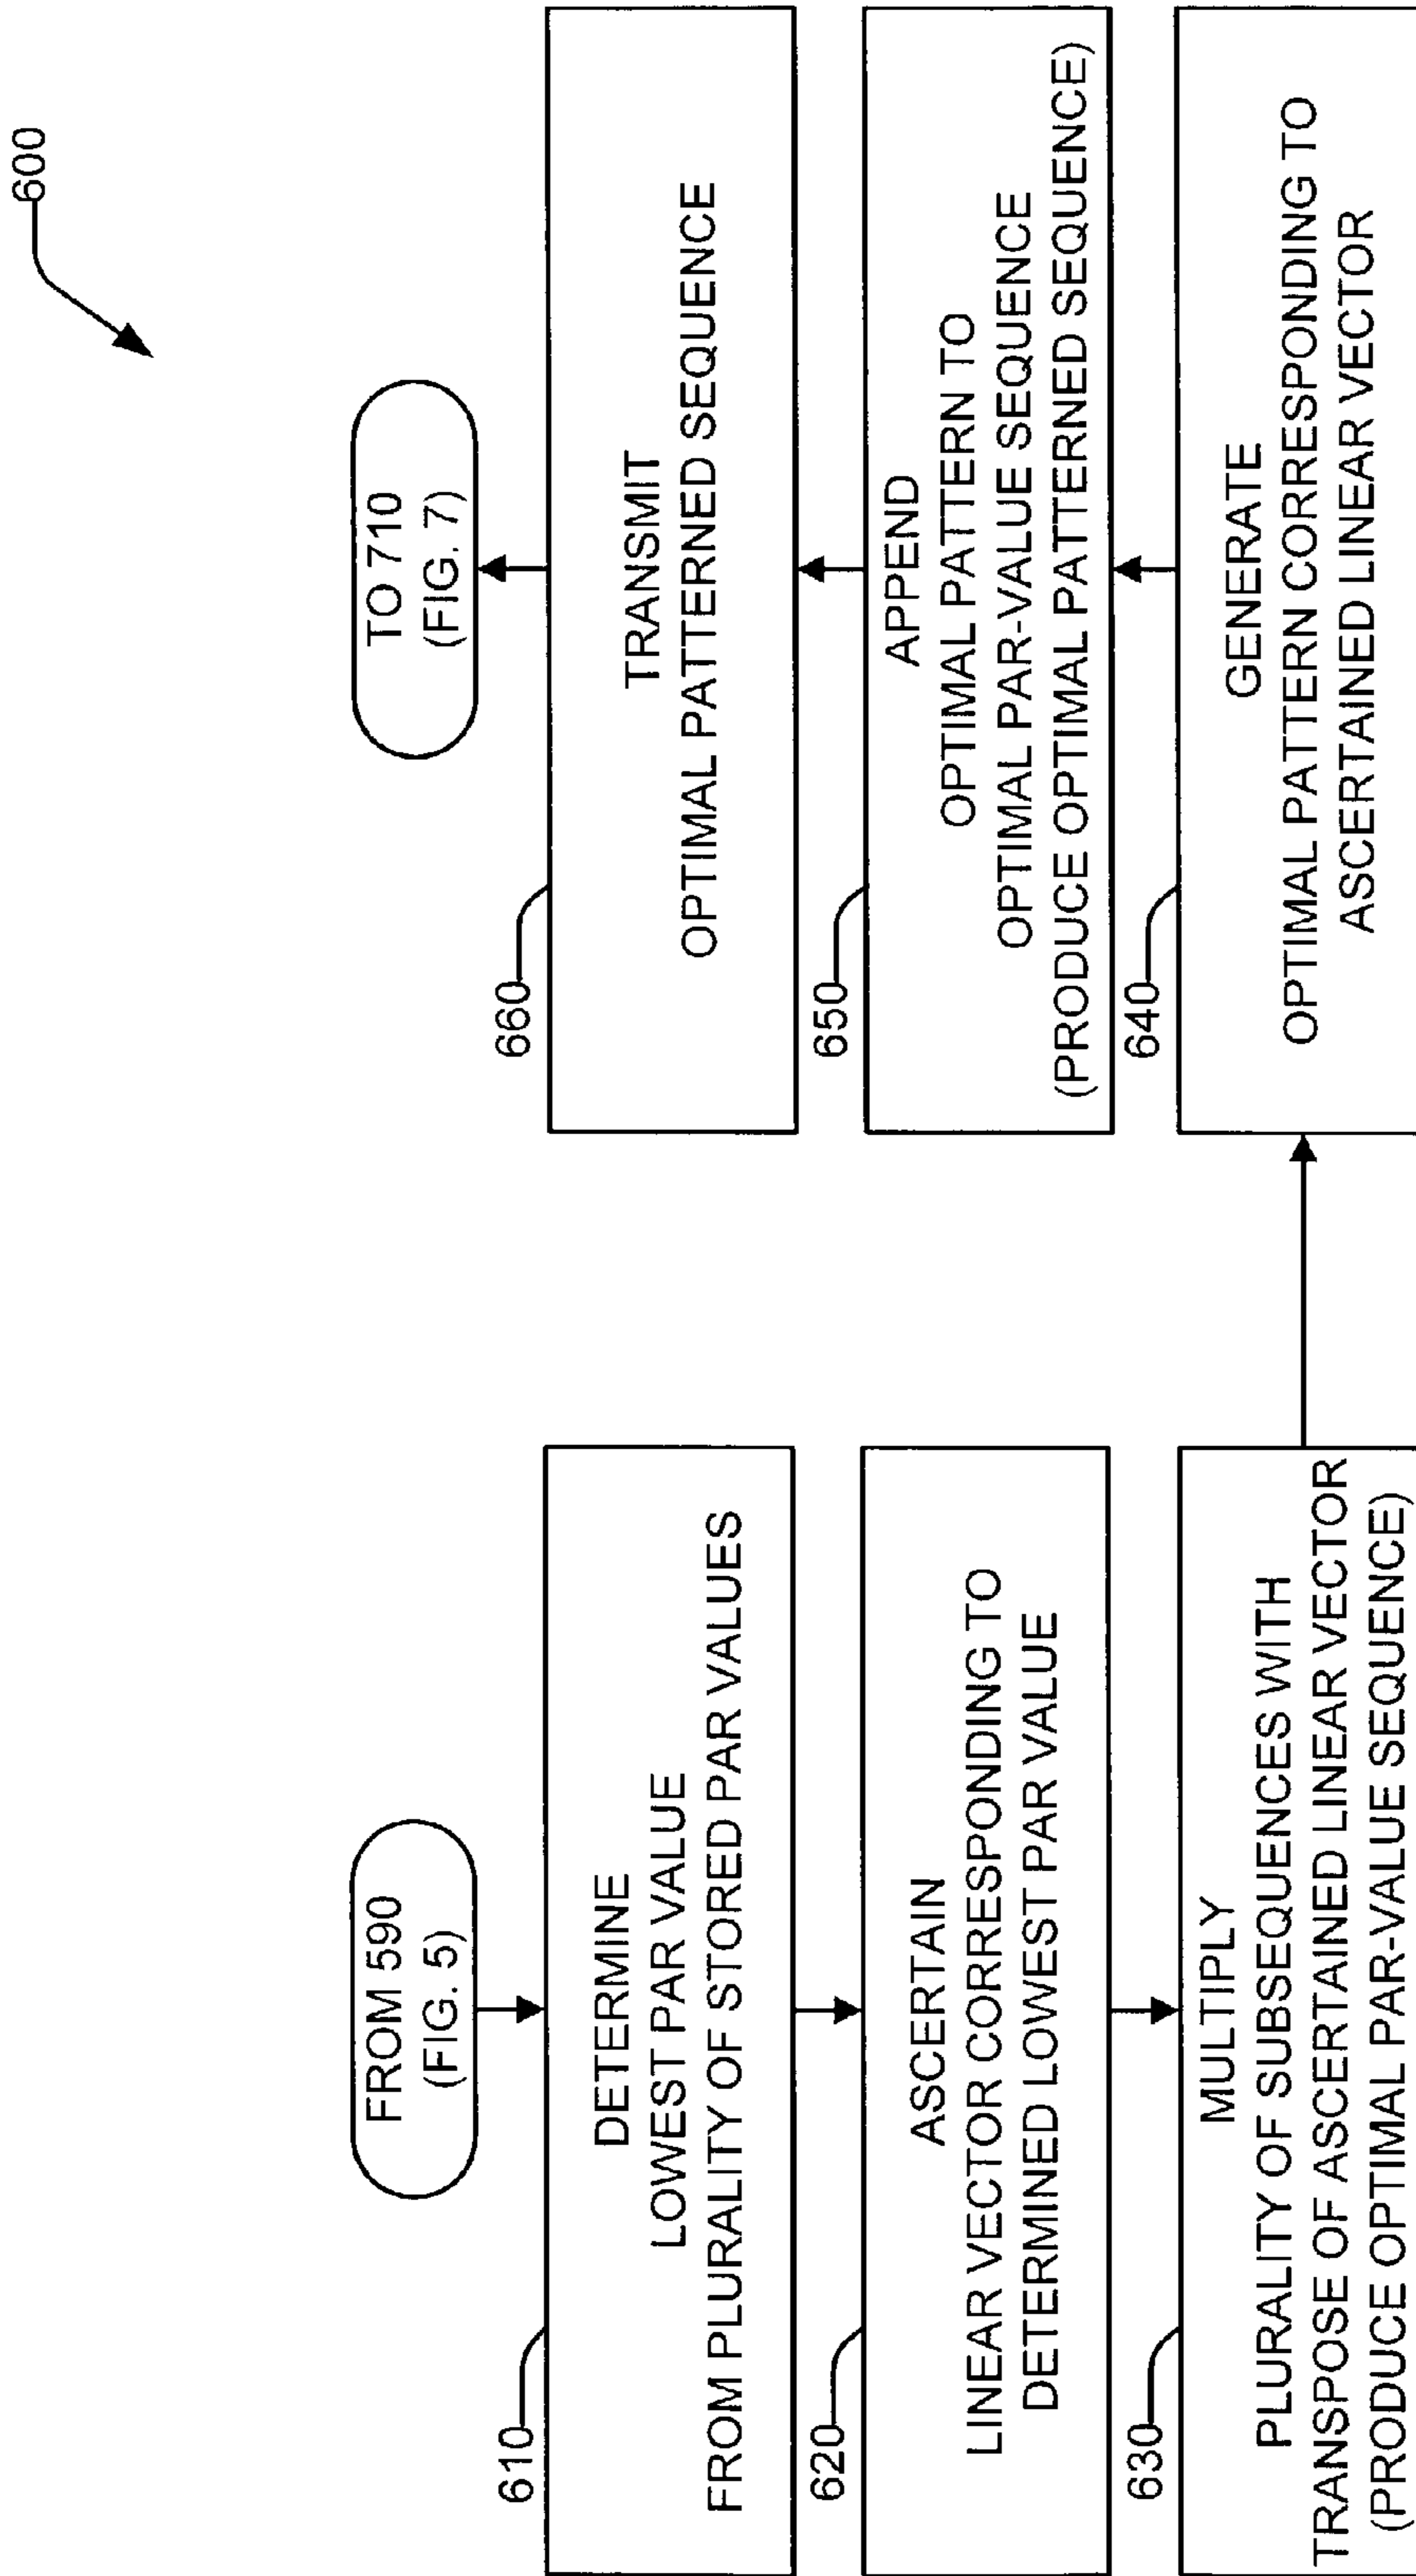 600
FROM 590
(FIG. 5)
610
DETERMINE
LOWEST PAR VALUE
FROM PLURALITY OF STORED PAR VALUES
620
ASCERTAIN
LINEAR VECTOR CORRESPONDING TO
DETERMINED LOWEST PAR VALUE
630
MULTIPLY
PLURALITY OF SUBSEQUENCES WITH
TRANSPOSE OF ASCERTAINED LINEAR VECTOR
(PRODUCE OPTIMAL PAR-VALUE SEQUENCE)
640
GENERATE
OPTIMAL PATTERN CORRESPONDING TO
ASCERTAINED LINEAR VECTOR
650
APPEND
OPTIMAL PATTERN TO
OPTIMAL PAR-VALUE SEQUENCE
(PRODUCE OPTIMAL PATTERNED SEQUENCE)
660
TRANSMIT
OPTIMAL PATTERNED SEQUENCE
TO 710
(FIG. 7)